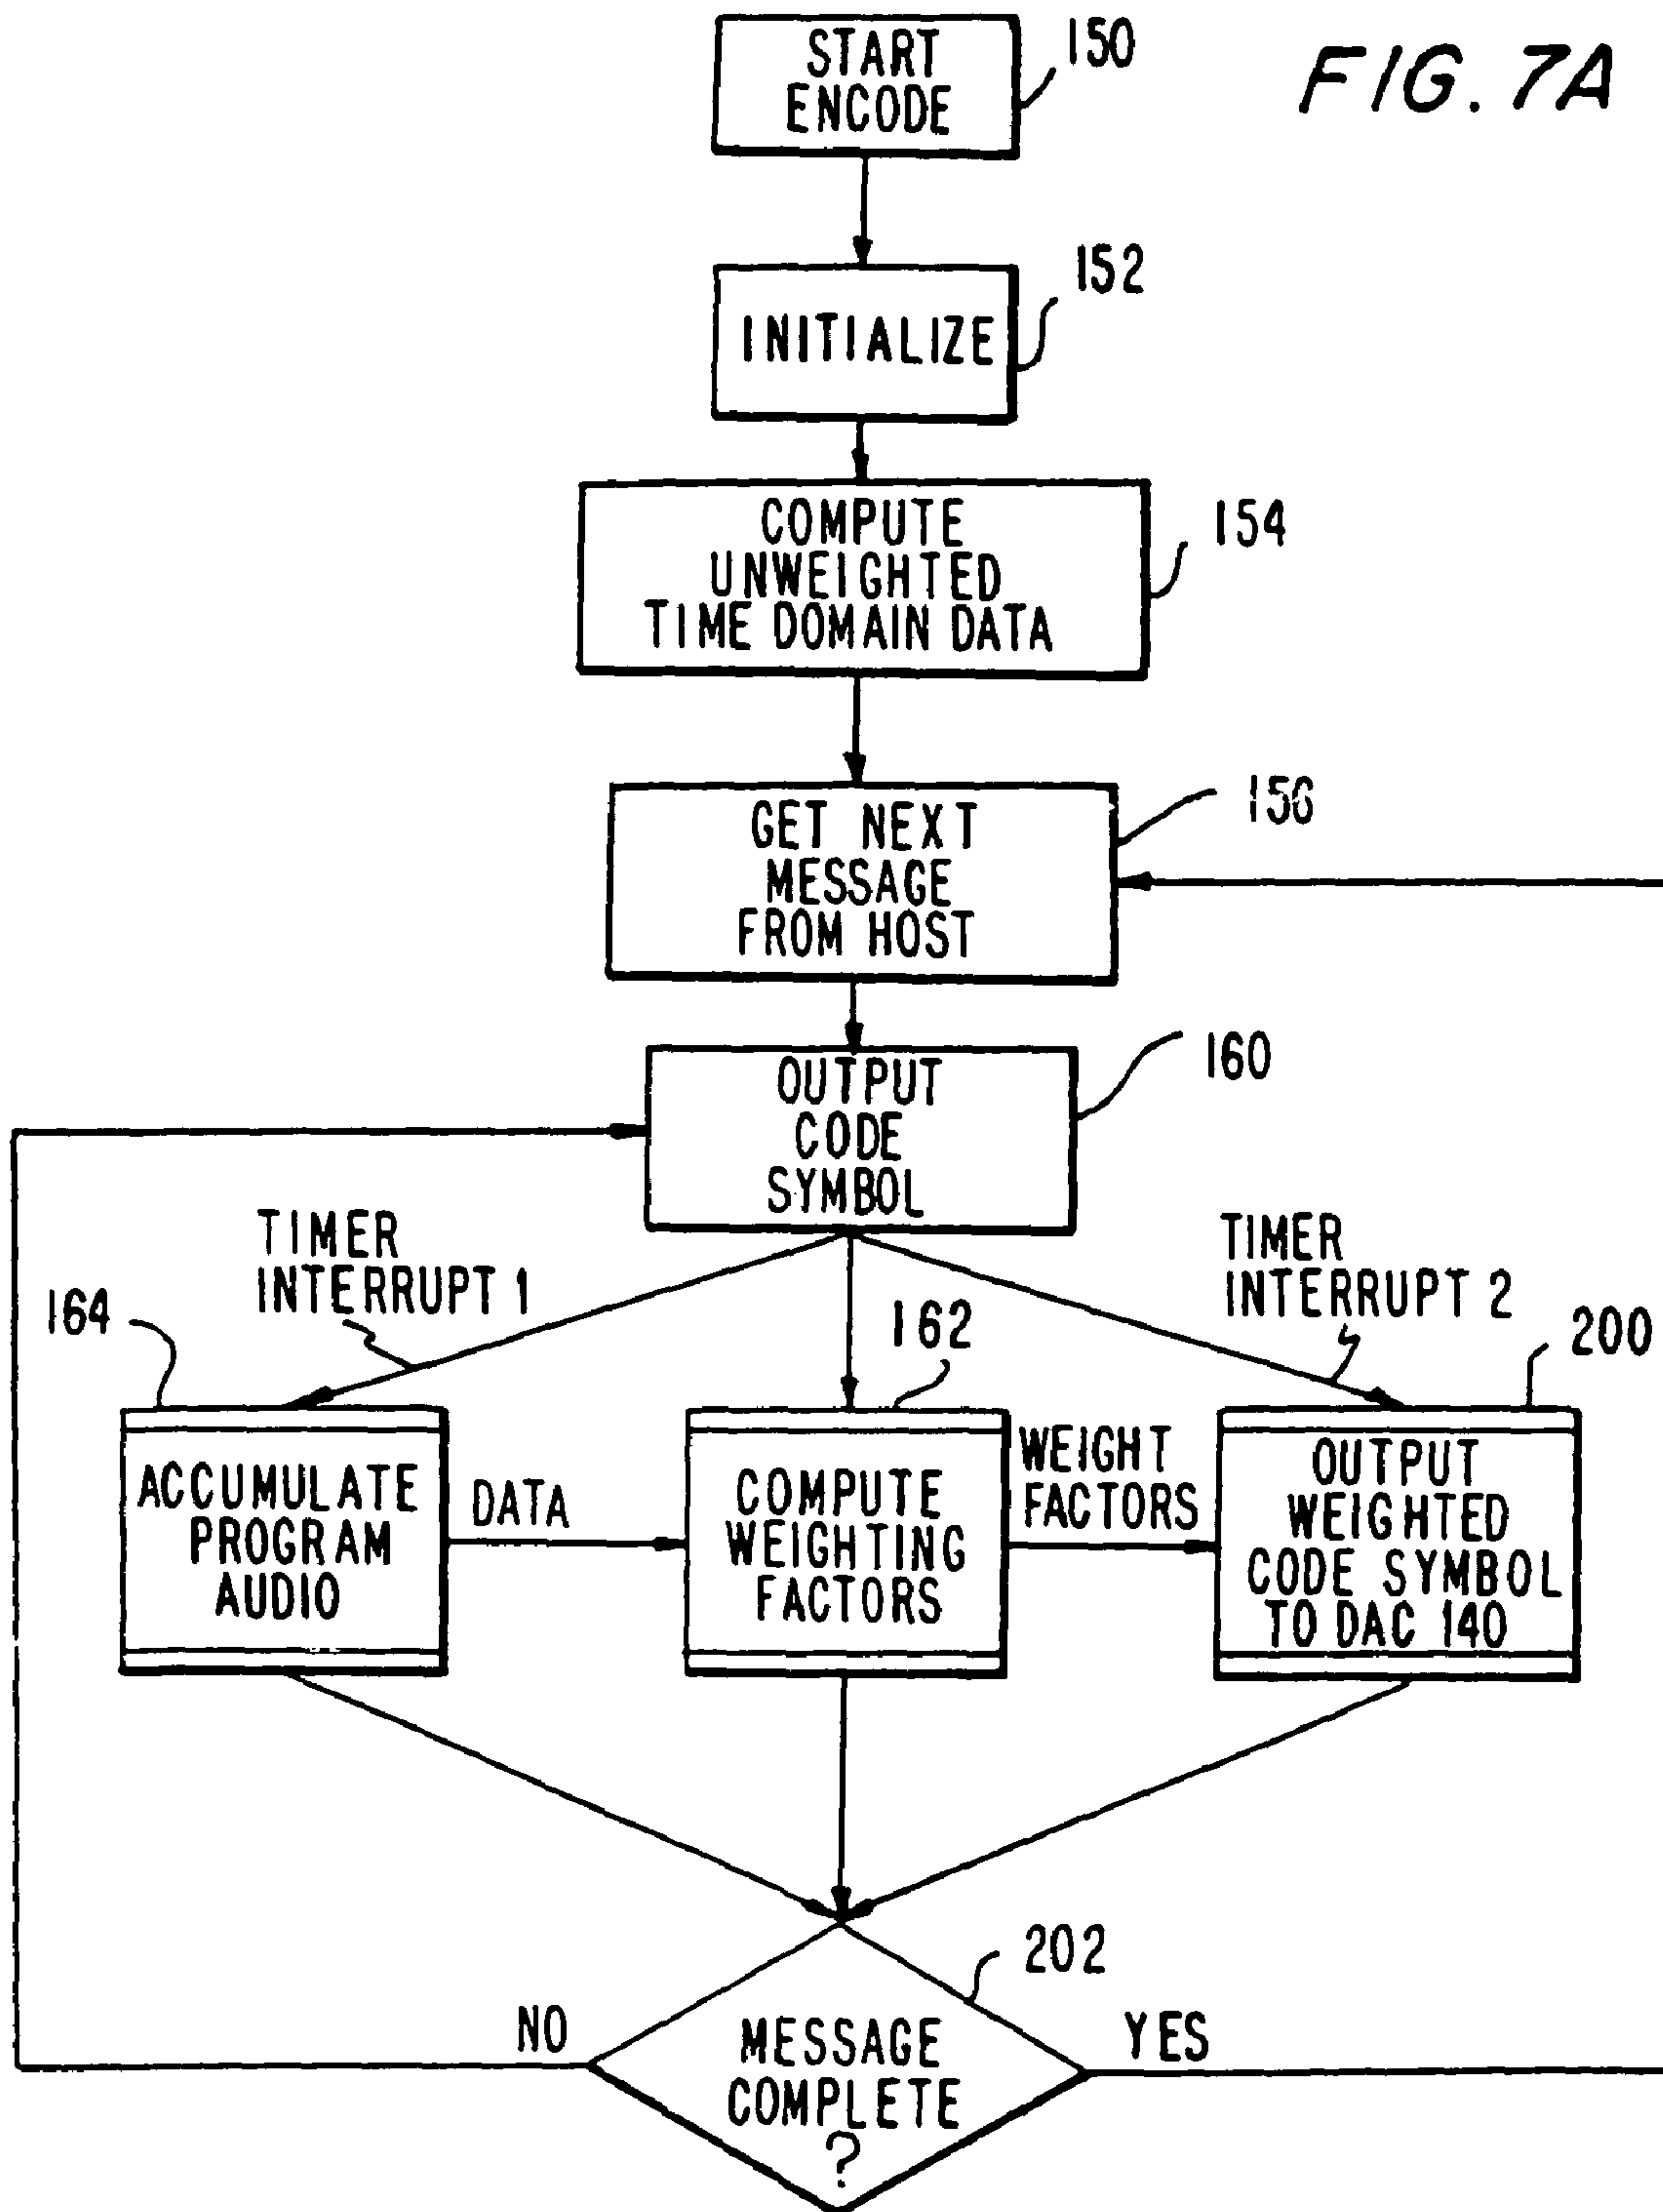 START
ENCODE
150
FIG. 7A
INITIALIZE
152
COMPUTE
UNWEIGHTED
TIME DOMAIN DATA
154
GET NEXT
MESSAGE
FROM HOST
156
OUTPUT
CODE
SYMBOL
160
TIMER
INTERRUPT 1
TIMER
INTERRUPT 2
164
162
200
ACCUMULATE
PROGRAM
AUDIO
DATA
COMPUTE
WEIGHTING
FACTORS
WEIGHT
FACTORS
OUTPUT
WEIGHTED
CODE SYMBOL
TO DAC 140
202
NO
MESSAGE
COMPLETE
?
YES